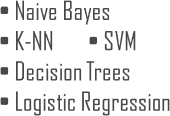 • Naive Bayes
• K-NN • SVM
• Decision Trees
• Logistic Regression